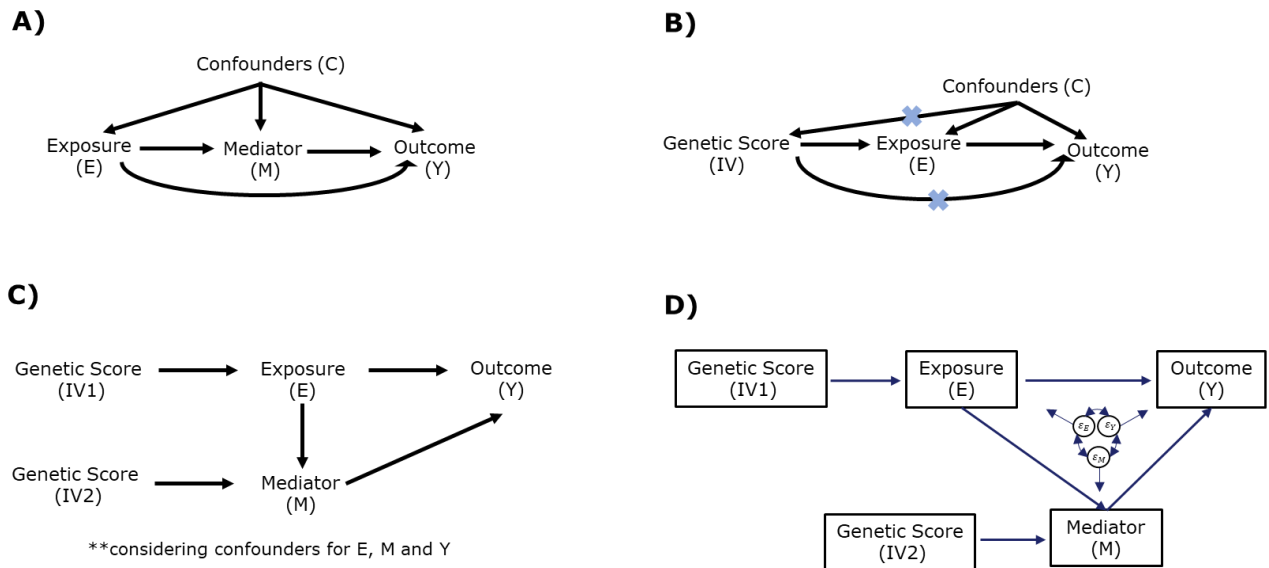 A)
Confounders (C)
Exposure
(E)
Mediator
(M)
Outcome
(Y)
B)
Confounders (C)
Genetic Score
(IV)
Exposure
(E)
Outcome
(Y)
C)
Genetic Score
(IV1)
Exposure
(E)
Outcome
(Y)
Genetic Score
(IV2)
Mediator
(M)
**considering confounders for E, M and Y
D)
Genetic Score
(IV1)
Exposure
(E)
Outcome
(Y)
εE
εY
εM
Genetic Score
(IV2)
Mediator
(M)